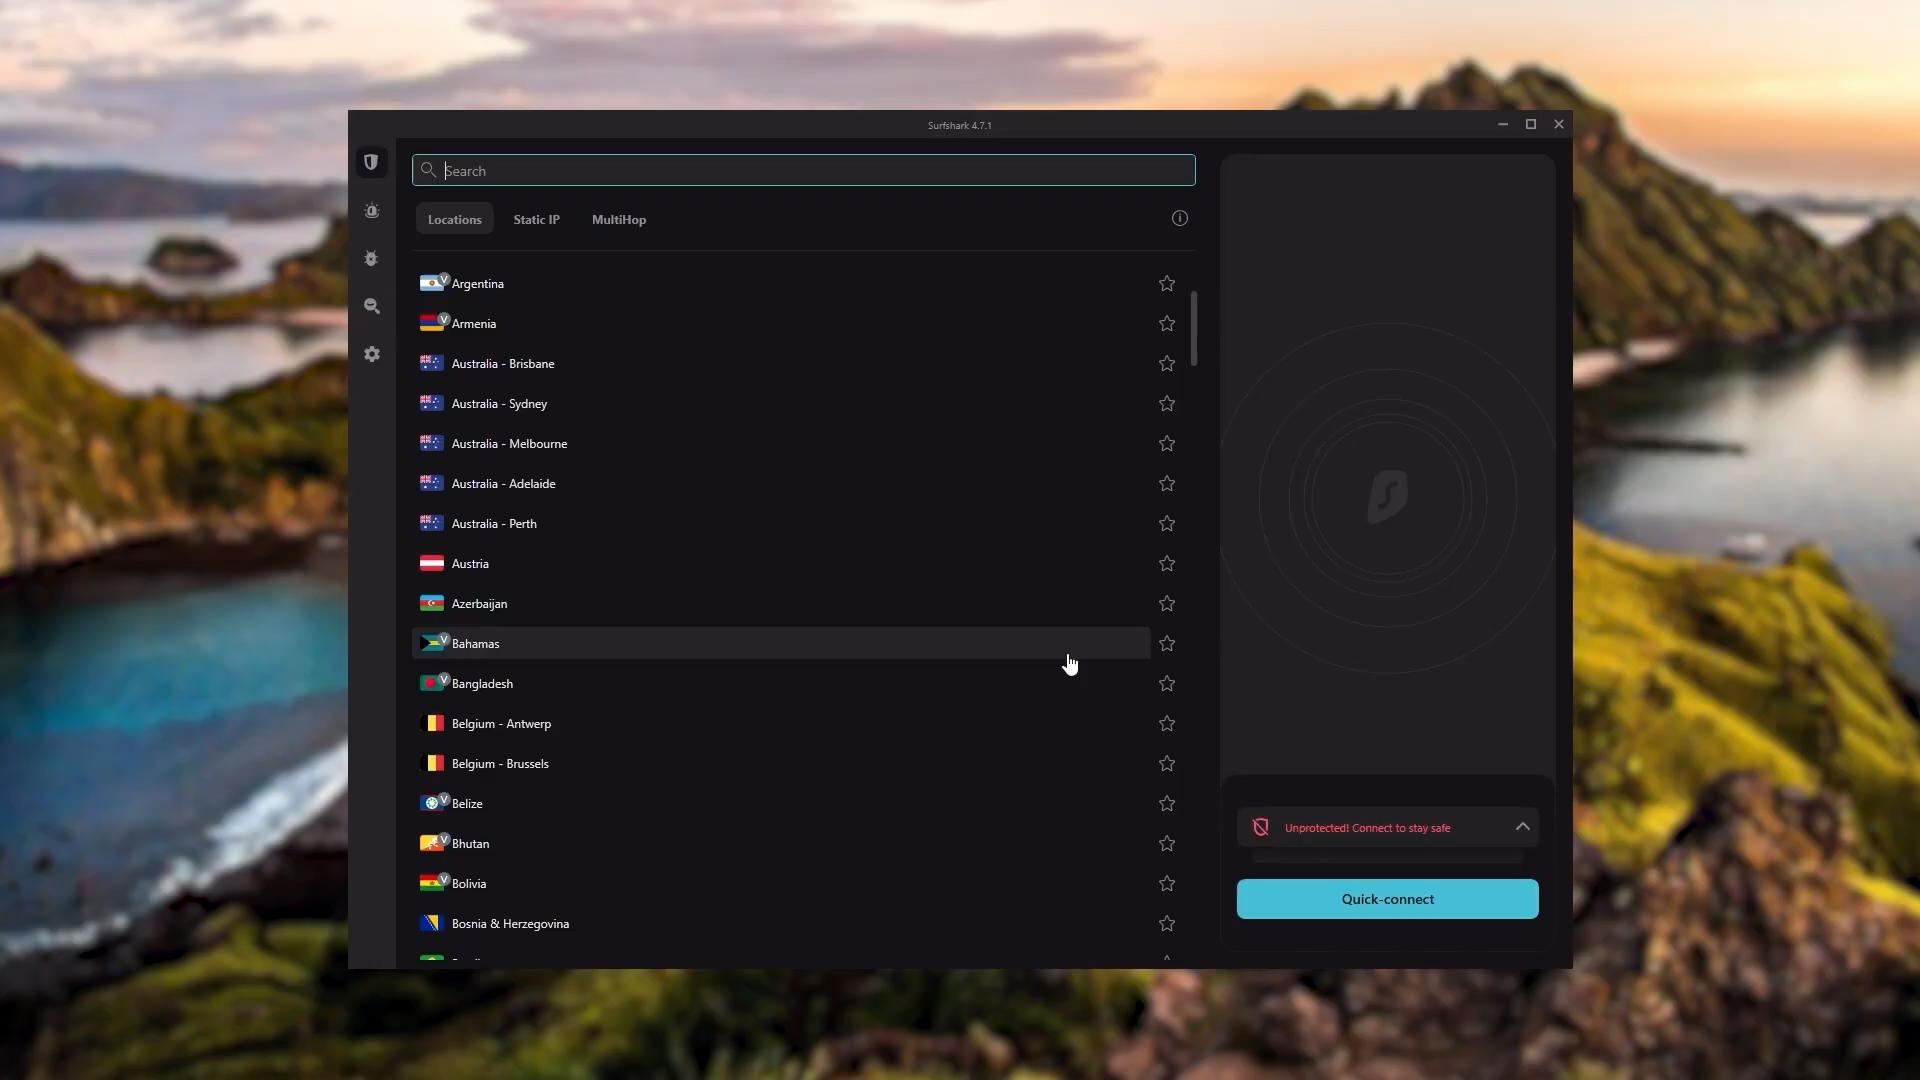 Surfshark 4.7.1
Search
Locations Static IP MultiHop
V Argentina
V Armenia
Australia - Brisbane
Australia - Sydney
Australia - Melbourne
Australia - Adelaide
Australia - Perth
Austria
Azerbaijan
V Bahamas
V Bangladesh
Belgium - Antwerp
Belgium - Brussels
V Belize
V Bhutan
V Bolivia
Bosnia & Herzegovina
Unprotected! Connect to stay safe
Quick-connect